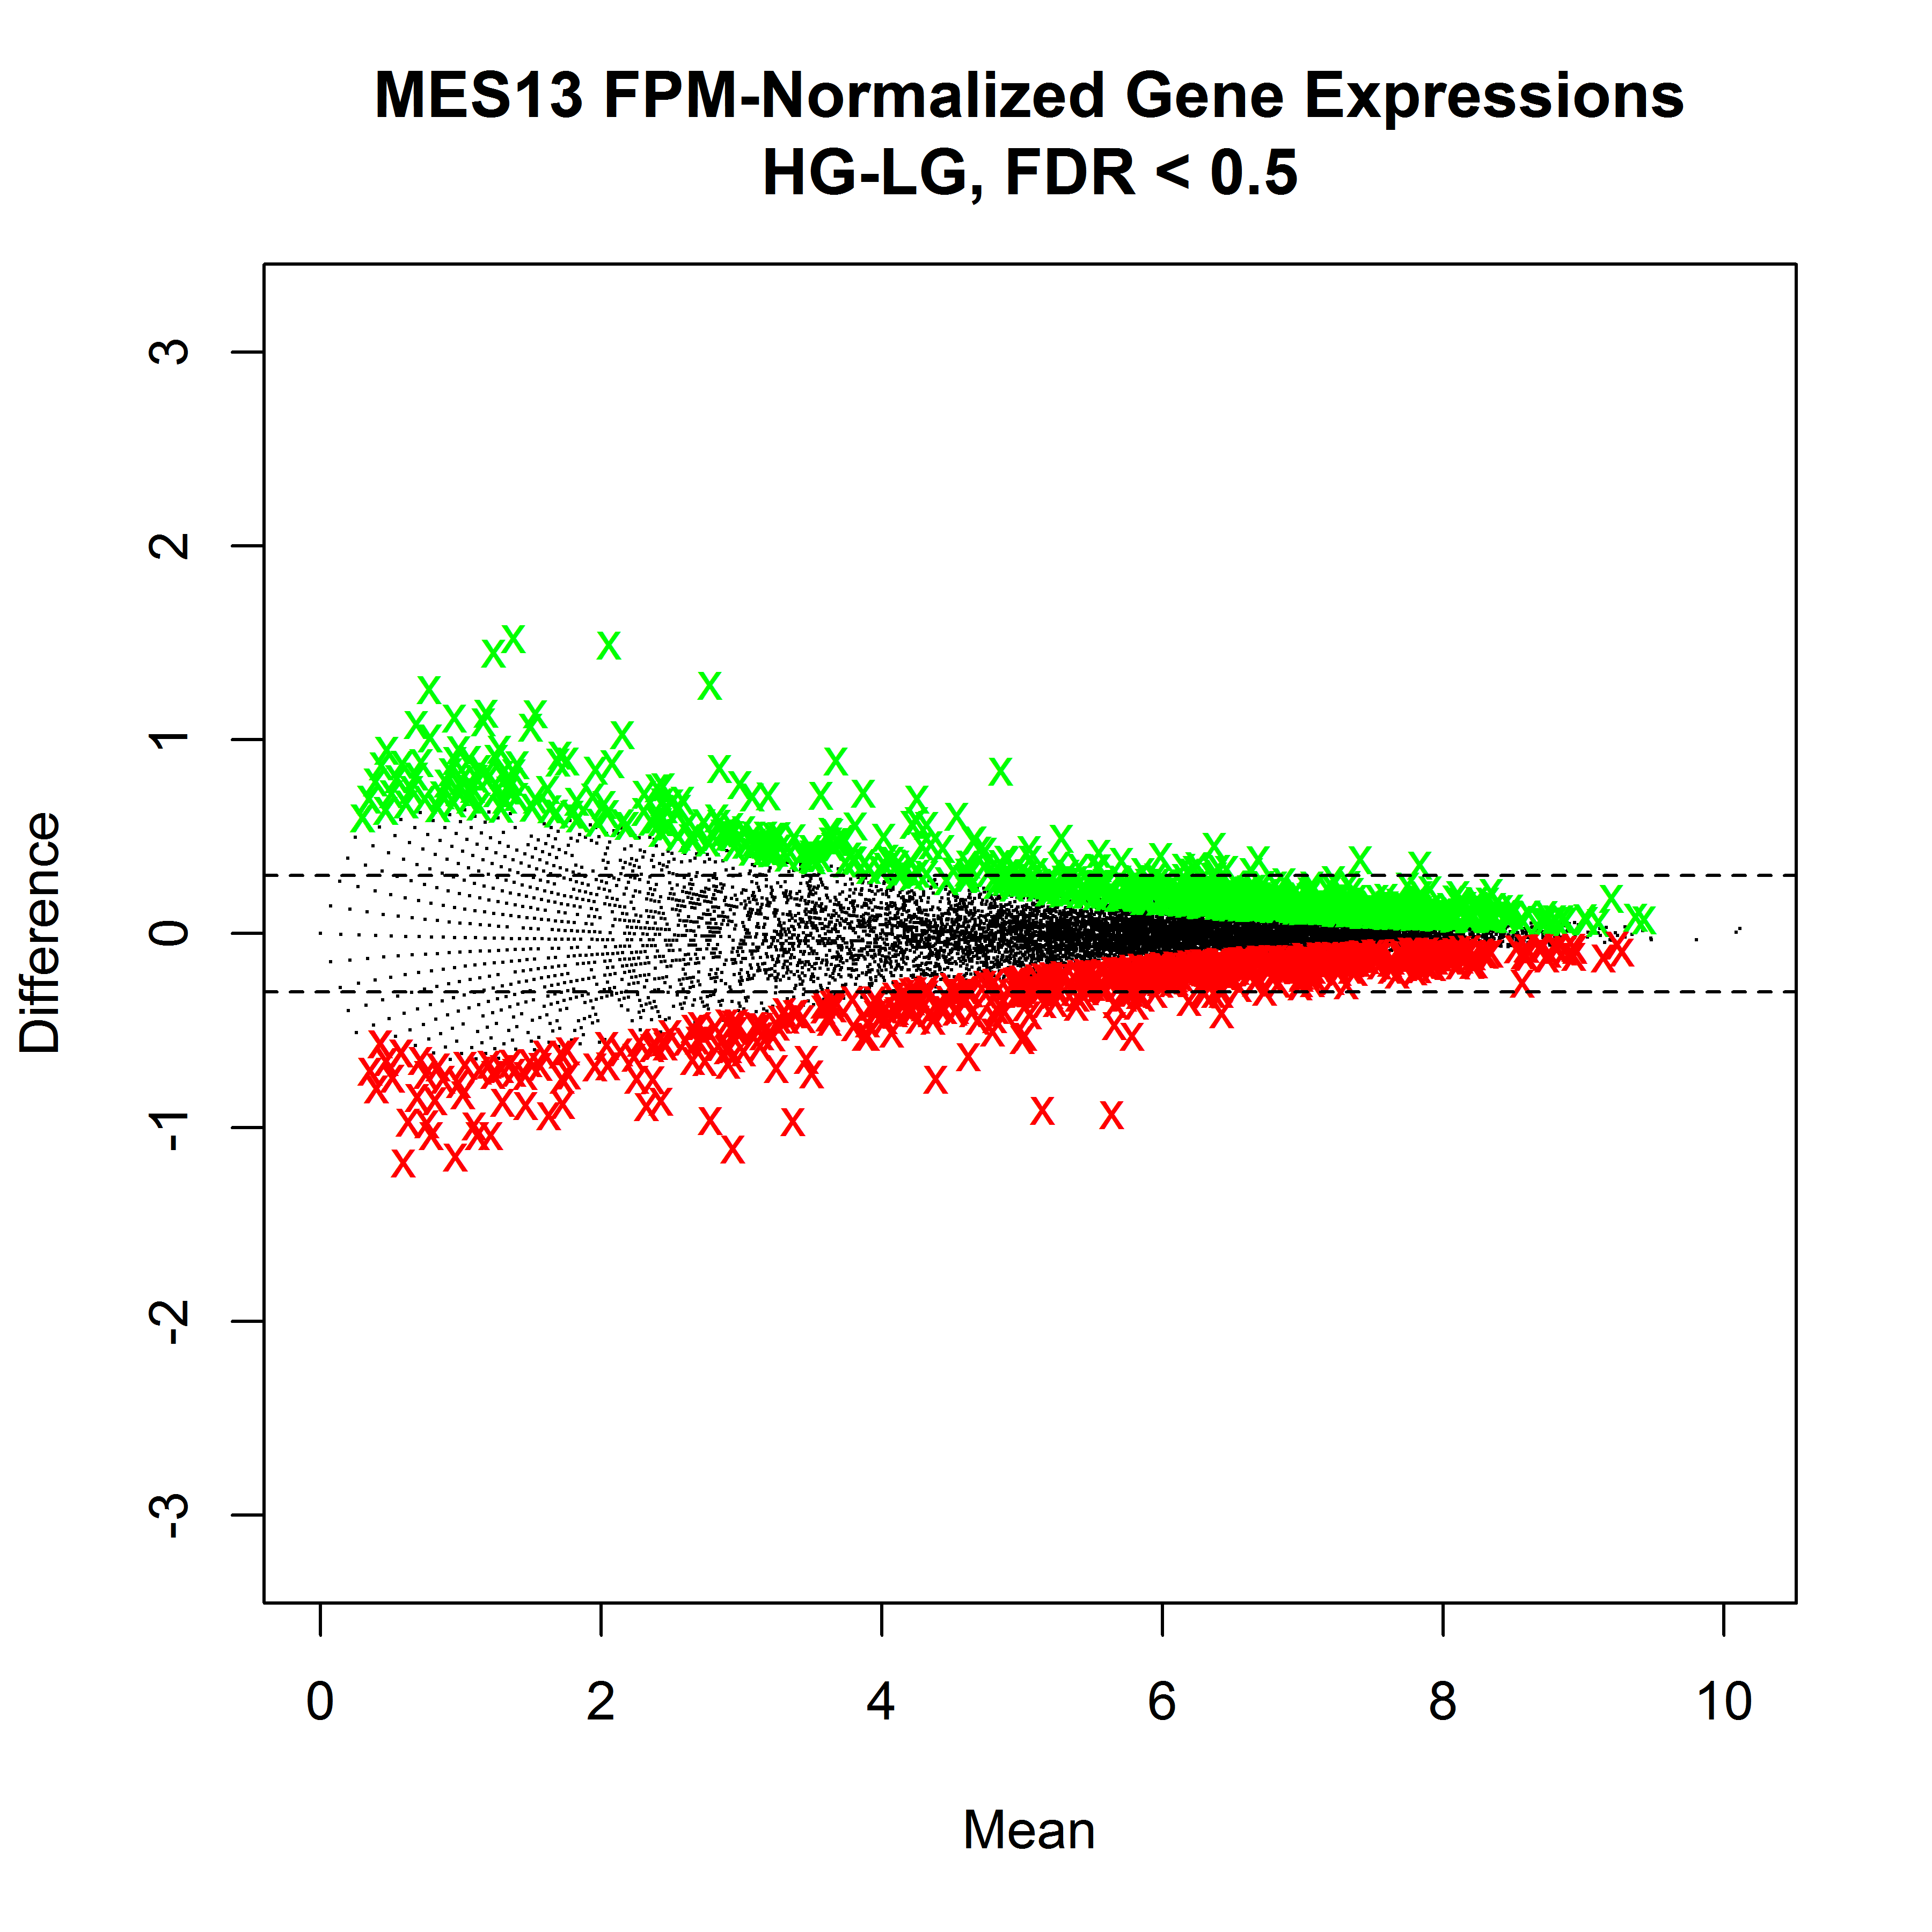 MES13 FPM-Normalized Gene Expressions
HG-LG, FDR < 0.5
Difference
3
2
1
0
-1
-2
-3
0 2 4 6 8 10
Mean